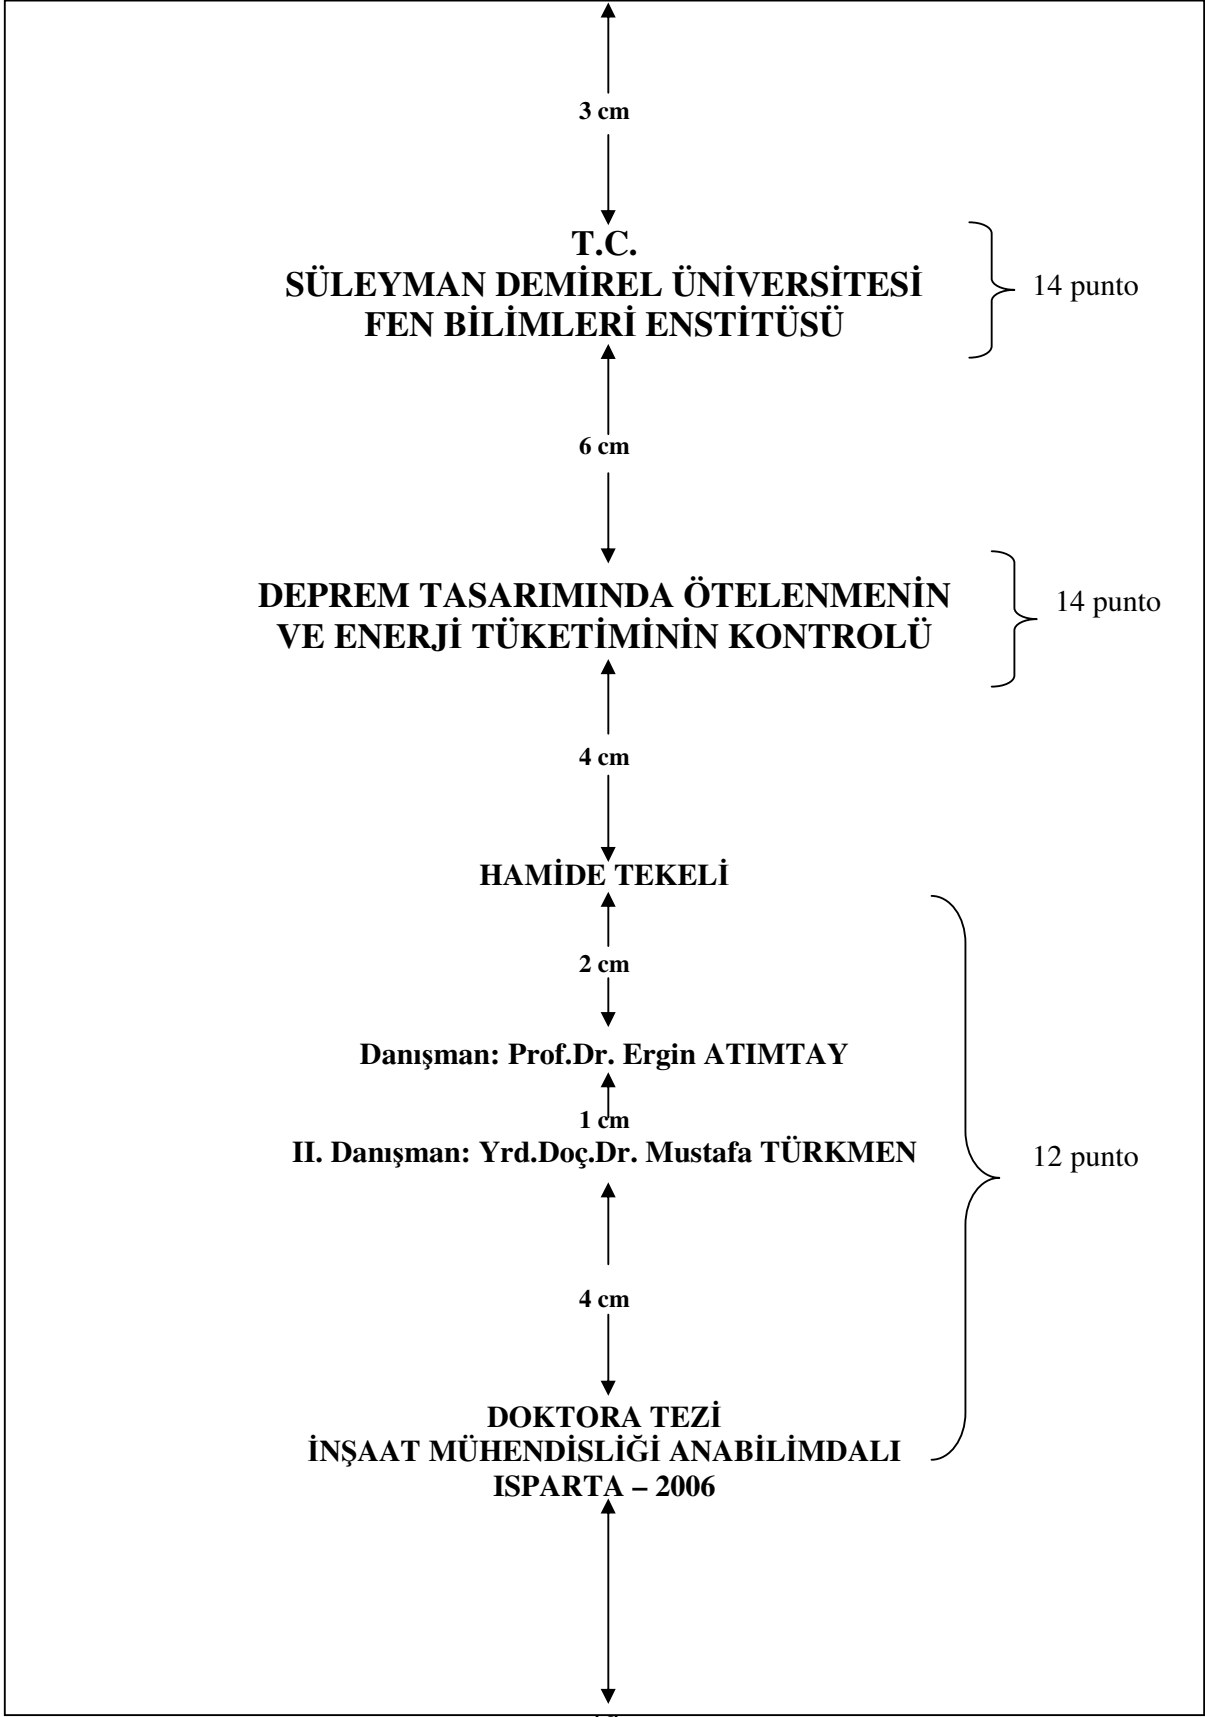 3 cm
T.C.
SÜLEYMAN DEMİREL ÜNİVERSİTESİ
FEN BİLİMLERİ ENSTİTÜSÜ
14 punto
6 cm
DEPREM TASARIMINDA ÖTELENMENİN
VE ENERJİ TÜKETİMİNİN KONTROLÜ
14 punto
4 cm
HAMİDE TEKELİ
2 cm
Danışman: Prof.Dr. Ergin ATIMTAY
1 cm
II. Danışman: Yrd.Doç.Dr. Mustafa TÜRKMEN
12 punto
4 cm
DOKTORA TEZİ
İNŞAAT MÜHENDİSLİĞİ ANABİLİMDALI
ISPARTA – 2006